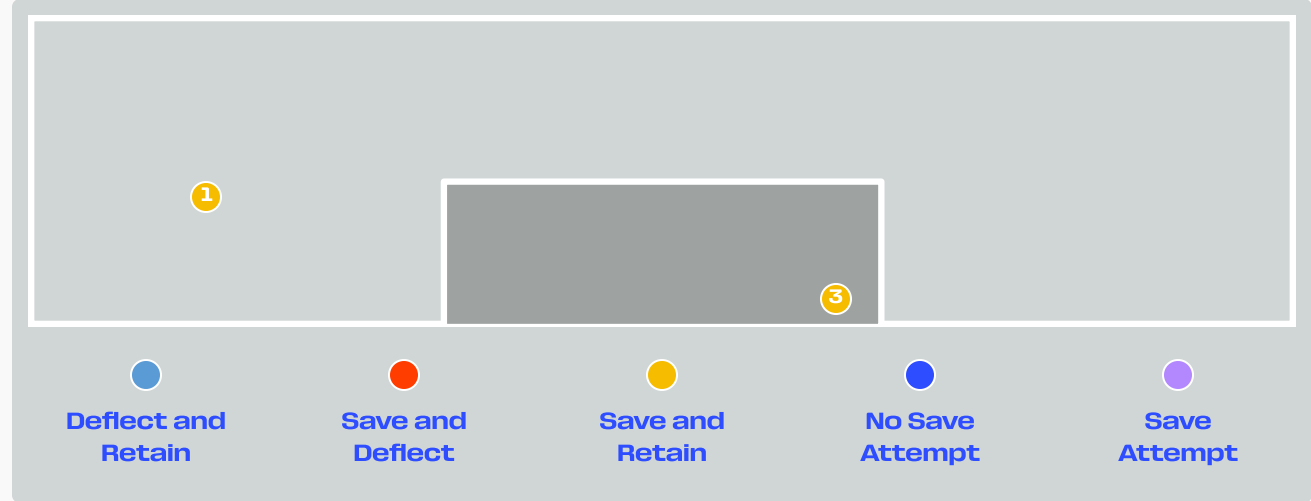 1
3
Deflect and
Retain
Save and
Deflect
Save and
Retain
No Save
Attempt
Save
Attempt